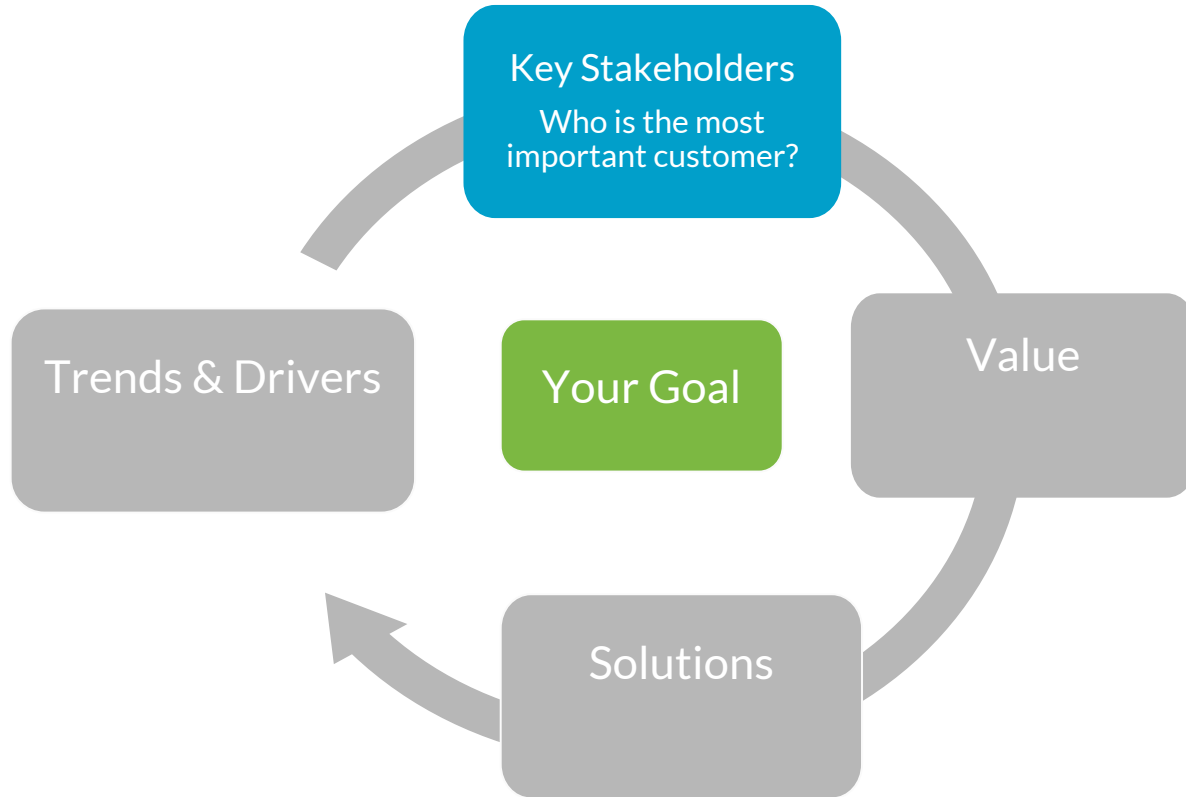 Key Stakeholders
Who is the most
important customer?
Trends & Drivers
Your Goal
Value
Solutions